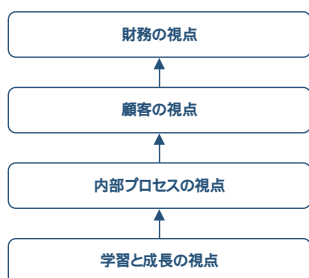 財務の視点
顧客の視点
内部プロセスの視点
学習と成長の視点